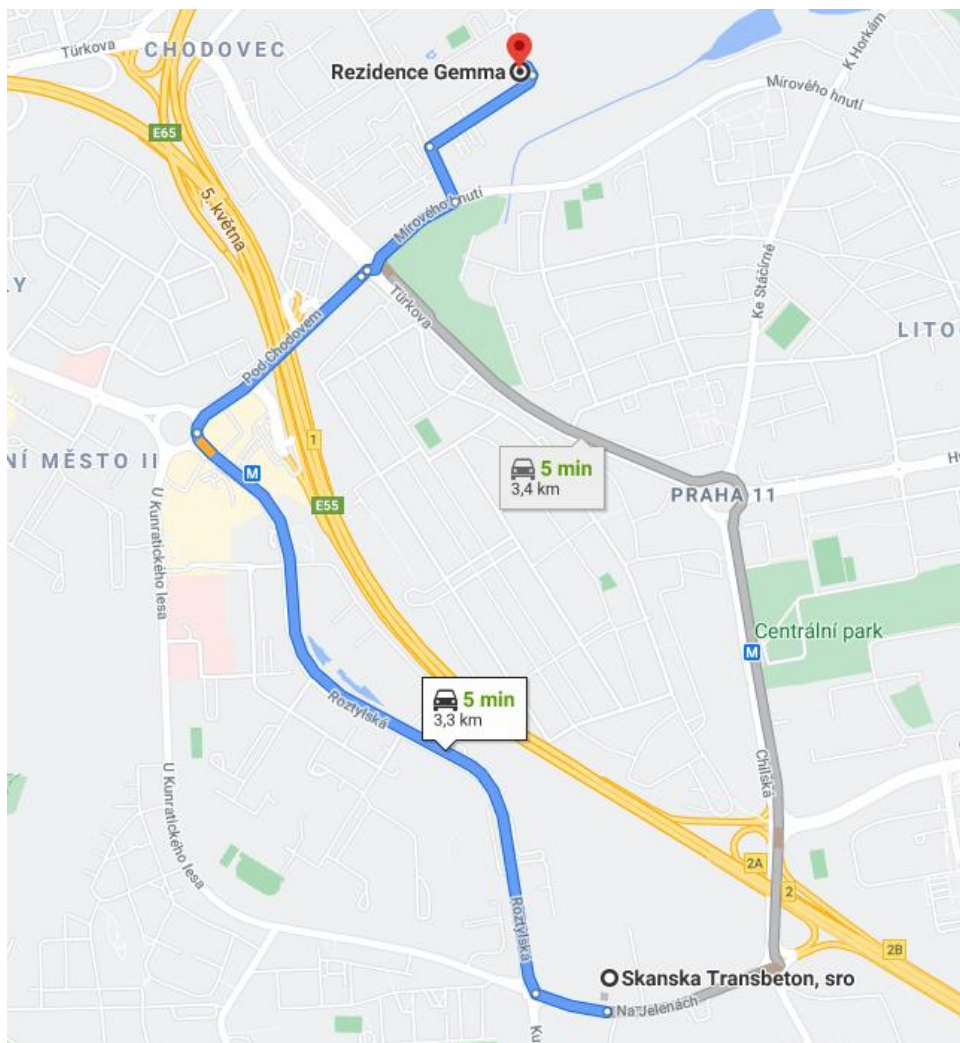 Türkova
CHODOVEC
Rezidence Gemma
K Horkám
Mírového hnutí
E65
5. května
Mírového hnutí
LY
Türkova
Ke Stáčírně
LITO
Pod Chodovem
NÍ MĚSTO II
M
1
5 min
3,4 km
PRAHA 11
E55
U Kunratického lesa
Centrální park
M
5 min
3,3 km
Roztylská
Chilská
U Kunratického lesa
2A
2
2B
Roztylská
Skanska Transbeton, sro
Na Jelenách
Ku